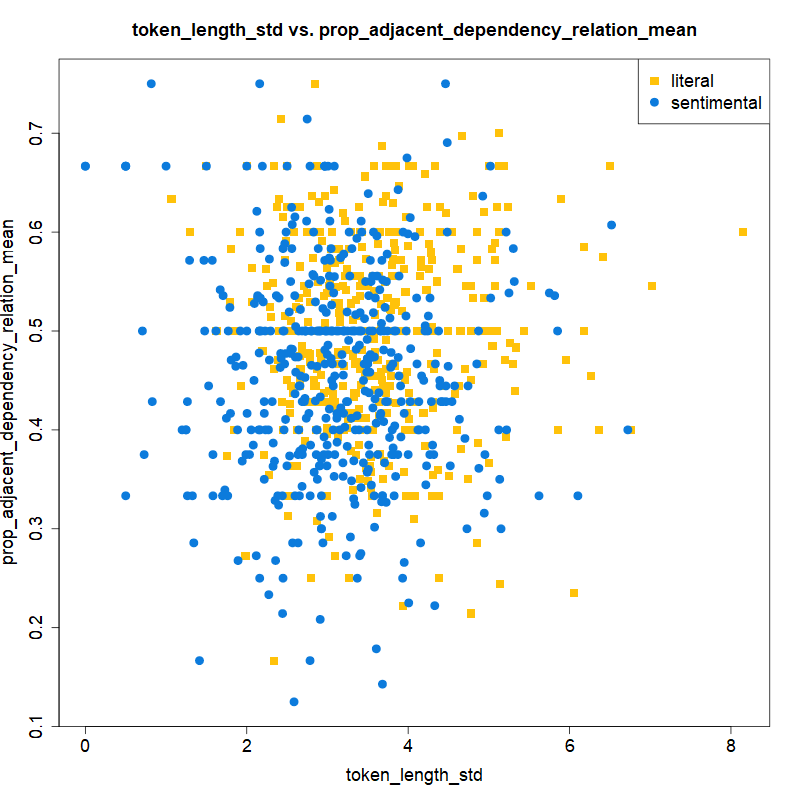 token_length_std vs. prop_adjacent_dependency_relation_mean
literal
sentimental
prop_adjacent_dependency_relation_mean
0.7
0.6
0.5
0.4
0.3
0.2
0.1
0 2 4 6 8
token_length_std